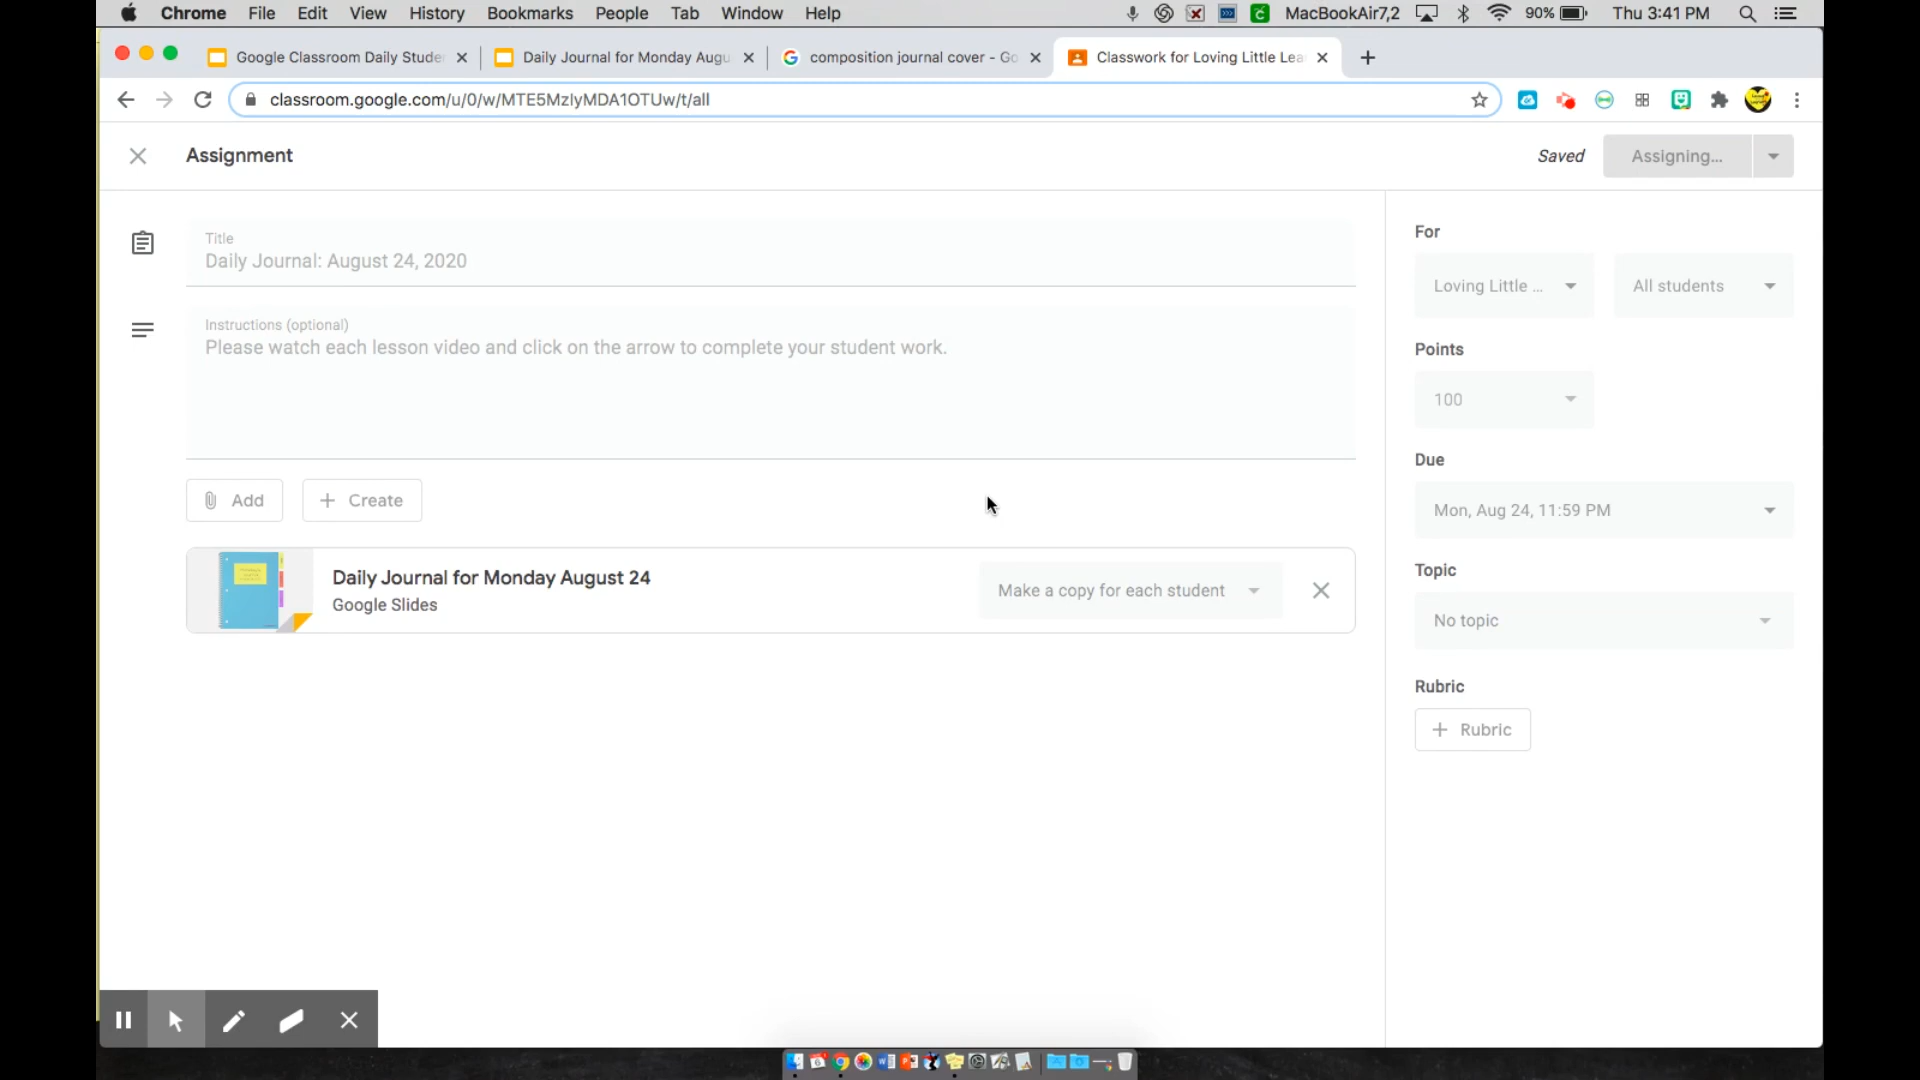 Chrome File Edit View History Bookmarks People Tab Window Help MacBookAir7,2 90% Thu 3:41 PM
Google Classroom Daily Stude Daily Journal for Monday Augu composition journal cover - Go Classwork for Loving Little Lea
classroom.google.com/u/0/w/MTE5MzIyMDA1OTUw/t/all
Assignment Saved Assigning...
For
Title
Daily Journal: August 24, 2020
Loving Little ... All students
Instructions (optional)
Please watch each lesson video and click on the arrow to complete your student work.
Points
100
Due
Add Create
Mon, Aug 24, 11:59 PM
Topic
Daily Journal for Monday August 24
Google Slides
Make a copy for each student
No topic
Rubric
Rubric